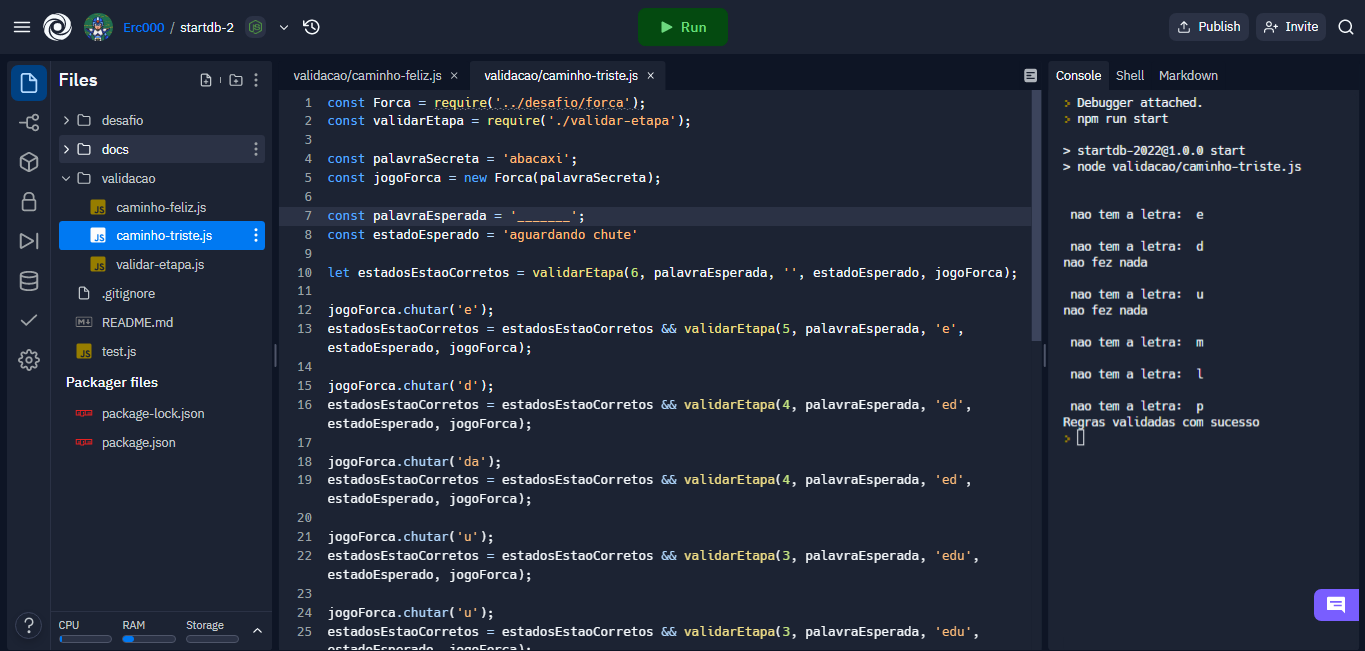 Erc000 / startdb-2
Run
Publish
Invite
Files
desafio
docs
validacao
caminho-feliz.js
caminho-triste.js
validar-etapa.js
.gitignore
README.md
test.js
Packager files
package-lock.json
package.json
CPU
RAM
Storage
validacao/caminho-feliz.js ×
validacao/caminho-triste.js ×
1 const Forca = require('../desafio/forca');
2 const validarEtapa = require('./validar-etapa');
3
4 const palavraSecreta = 'abacaxi';
5 const jogoForca = new Forca(palavraSecreta);
6
7 const palavraEsperada = '_______';
8 const estadoEsperado = 'aguardando chute'
9
10 let estadosEstaoCorretos = validarEtapa(6, palavraEsperada, '', estadoEsperado, jogoForca);
11
12 jogoForca.chutar('e');
13 estadosEstaoCorretos = estadosEstaoCorretos && validarEtapa(5, palavraEsperada, 'e',
estadoEsperado, jogoForca);
14
15 jogoForca.chutar('d');
16 estadosEstaoCorretos = estadosEstaoCorretos && validarEtapa(4, palavraEsperada, 'ed',
estadoEsperado, jogoForca);
17
18 jogoForca.chutar('da');
19 estadosEstaoCorretos = estadosEstaoCorretos && validarEtapa(4, palavraEsperada, 'ed',
estadoEsperado, jogoForca);
20
21 jogoForca.chutar('u');
22 estadosEstaoCorretos = estadosEstaoCorretos && validarEtapa(3, palavraEsperada, 'edu',
estadoEsperado, jogoForca);
23
24 jogoForca.chutar('u');
25 estadosEstaoCorretos = estadosEstaoCorretos && validarEtapa(3, palavraEsperada, 'edu',
estadoEsperado, jogoForca);
Console Shell Markdown
> Debugger attached.
> npm run start
> startdb-2022@1.0.0 start
> node validacao/caminho-triste.js
nao tem a letra: e
nao tem a letra: d
nao fez nada
nao tem a letra: u
nao fez nada
nao tem a letra: m
nao tem a letra: l
nao tem a letra: p
Regras validadas com sucesso
>